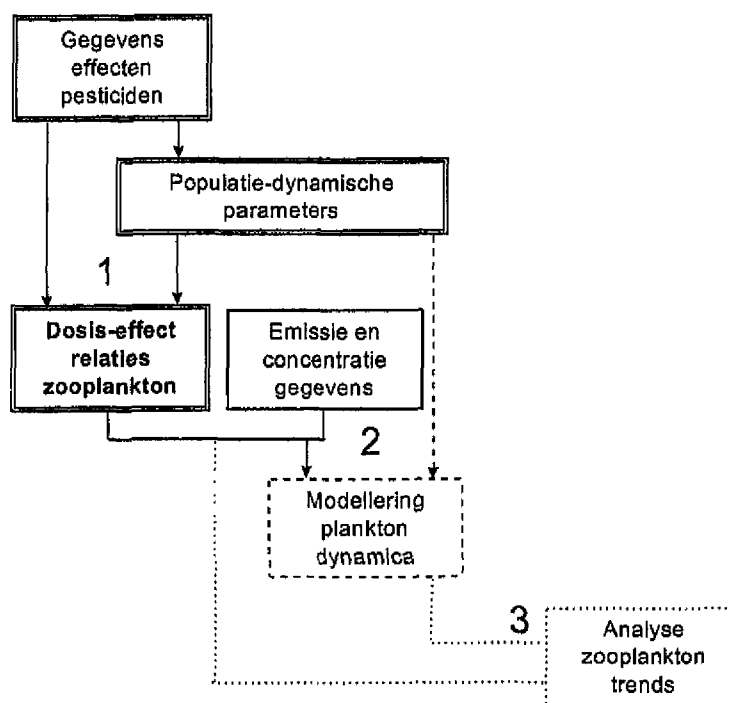 Gegevens
effecten
pesticiden
Populatie-dynamische
parameters
1
Dosis-effect
relaties
zooplankton
Emissie en
concentratie
gegevens
2
Modellering
plankton
dynamica
3
Analyse
zooplankton
trends